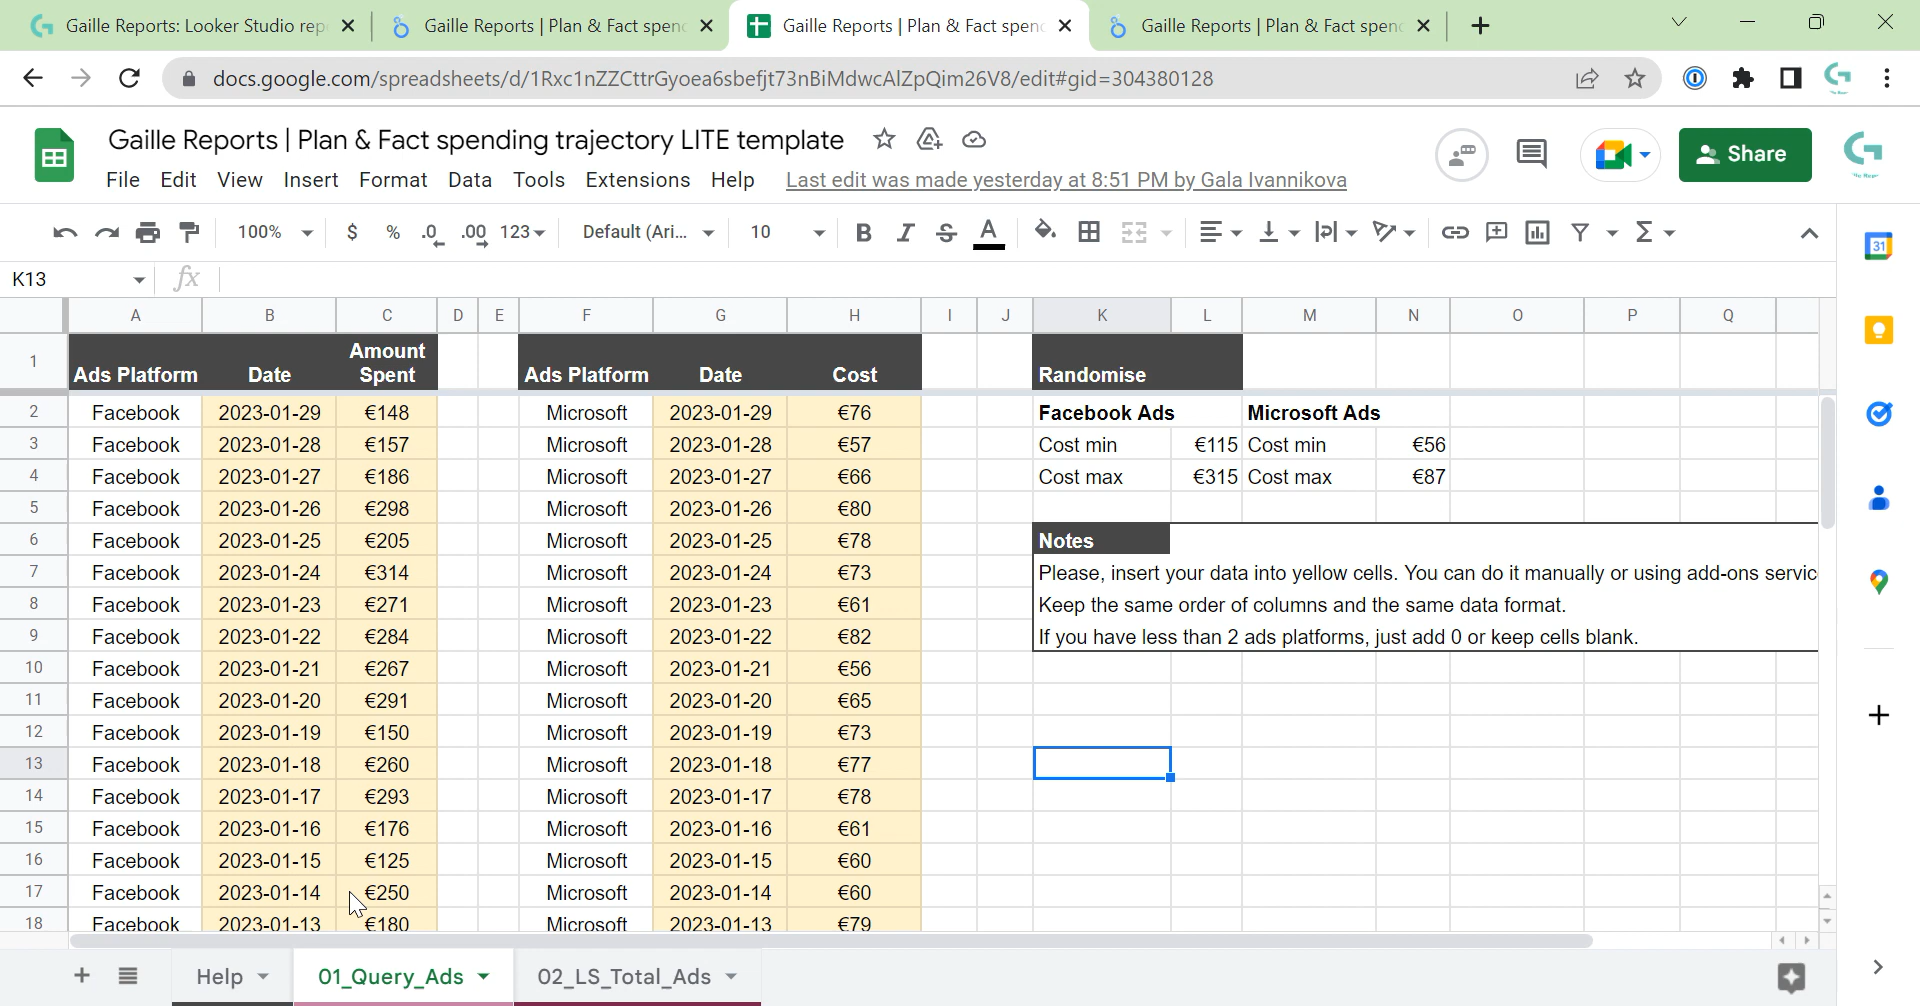 Gaille Reports: Looker Studio rep
Gaille Reports | Plan & Fact spen
Gaille Reports | Plan & Fact spen
Gaille Reports | Plan & Fact spen
docs.google.com/spreadsheets/d/1Rxc1nZZCttrGyoea6sbefjt73nBiMdwcAlZpQim26V8/edit#gid=304380128
Gaille Reports | Plan & Fact spending trajectory LITE template
File Edit View Insert Format Data Tools Extensions Help Last edit was made yesterday at 8:51 PM by Gala Ivannikova
Share
100% $ % .0 .00 123 Default (Ari... 10 B I S A
31
K13 fx
A B C D E F G H I J K L M N O P Q
1 Ads Platform Date Amount Spent Ads Platform Date Cost Randomise
2 Facebook 2023-01-29 €148 Microsoft 2023-01-29 €76 Facebook Ads Microsoft Ads
3 Facebook 2023-01-28 €157 Microsoft 2023-01-28 €57 Cost min €115 Cost min €56
4 Facebook 2023-01-27 €186 Microsoft 2023-01-27 €66 Cost max €315 Cost max €87
5 Facebook 2023-01-26 €298 Microsoft 2023-01-26 €80
6 Facebook 2023-01-25 €205 Microsoft 2023-01-25 €78 Notes
7 Facebook 2023-01-24 €314 Microsoft 2023-01-24 €73 Please, insert your data into yellow cells. You can do it manually or using add-ons servic
8 Facebook 2023-01-23 €271 Microsoft 2023-01-23 €61 Keep the same order of columns and the same data format.
9 Facebook 2023-01-22 €284 Microsoft 2023-01-22 €82 If you have less than 2 ads platforms, just add 0 or keep cells blank.
10 Facebook 2023-01-21 €267 Microsoft 2023-01-21 €56
11 Facebook 2023-01-20 €291 Microsoft 2023-01-20 €65
12 Facebook 2023-01-19 €150 Microsoft 2023-01-19 €73
13 Facebook 2023-01-18 €260 Microsoft 2023-01-18 €77
14 Facebook 2023-01-17 €293 Microsoft 2023-01-17 €78
15 Facebook 2023-01-16 €176 Microsoft 2023-01-16 €61
16 Facebook 2023-01-15 €125 Microsoft 2023-01-15 €60
17 Facebook 2023-01-14 €250 Microsoft 2023-01-14 €60
18 Facebook 2023-01-13 €180 Microsoft 2023-01-13 €79
Help 01_Query_Ads 02_LS_Total_Ads